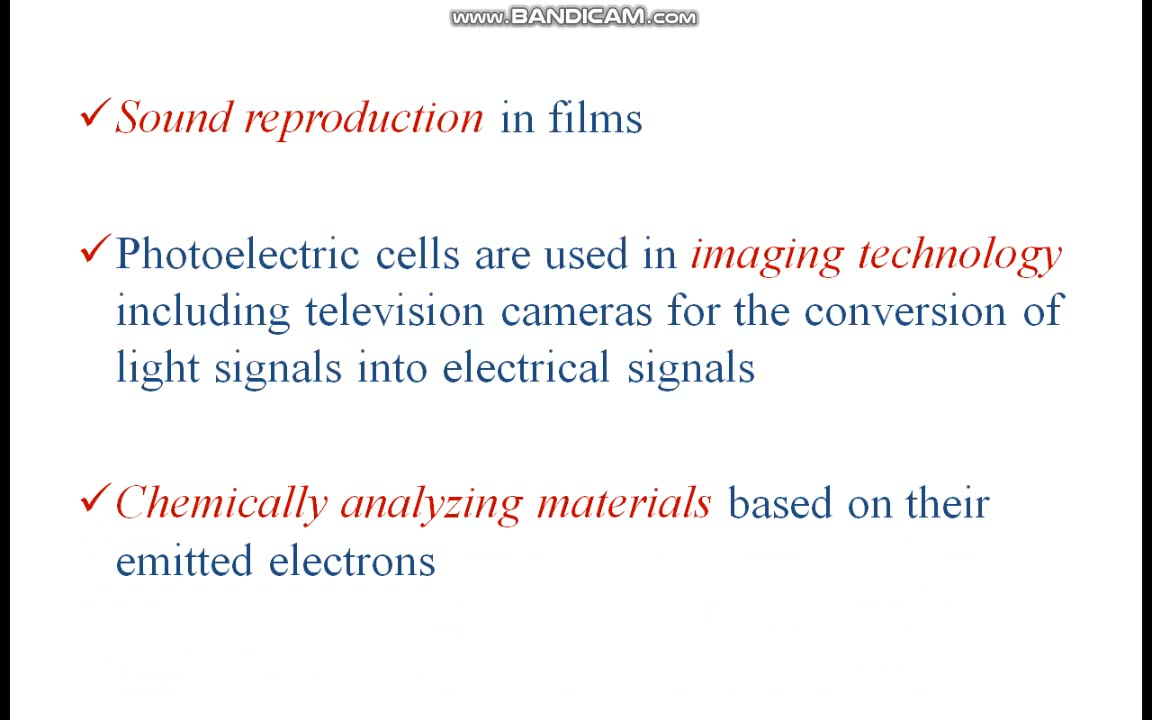 www.BANDICAM.com
✓Sound reproduction in films
✓Photoelectric cells are used in imaging technology
including television cameras for the conversion of
light signals into electrical signals
✓Chemically analyzing materials based on their
emitted electrons